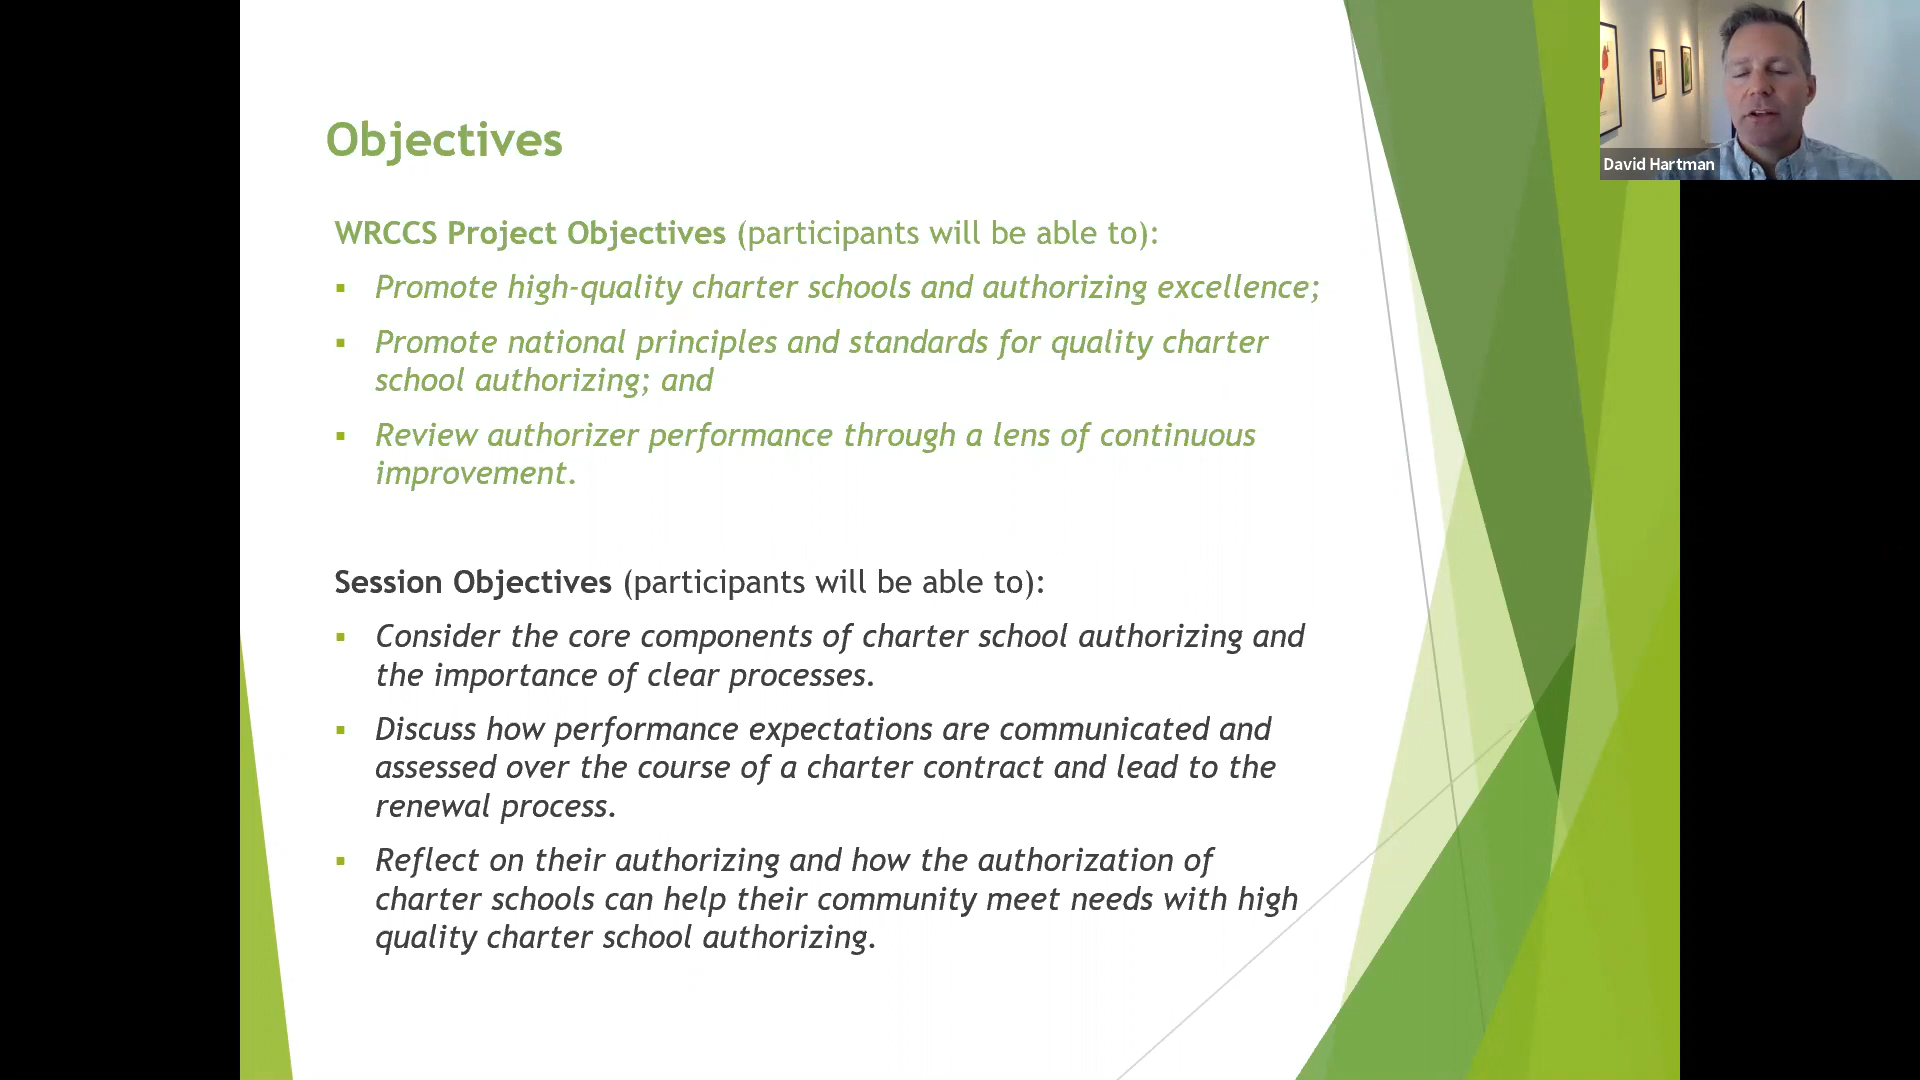 Objectives
WRCCS Project Objectives (participants will be able to):
▪ Promote high-quality charter schools and authorizing excellence;
▪ Promote national principles and standards for quality charter
school authorizing; and
▪ Review authorizer performance through a lens of continuous
improvement.
Session Objectives (participants will be able to):
▪ Consider the core components of charter school authorizing and
the importance of clear processes.
▪ Discuss how performance expectations are communicated and
assessed over the course of a charter contract and lead to the
renewal process.
▪ Reflect on their authorizing and how the authorization of
charter schools can help their community meet needs with high
quality charter school authorizing.
David Hartman